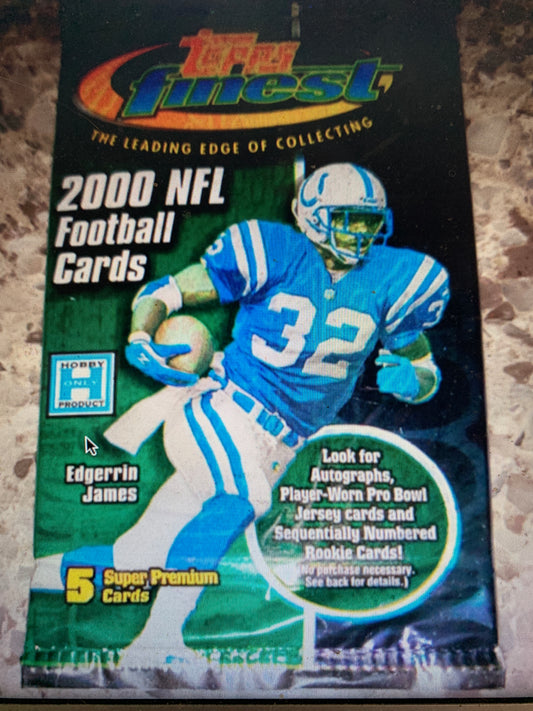 Topps
finest
THE LEADING EDGE OF COLLECTING
2000 NFL
Football
Cards
32
32
HOBBY
ONLY
PRODUCT
Edgerrin
James
Look for
Autographs,
Player-Worn Pro Bowl
Jersey cards and
Sequentially Numbered
Rookie Cards!
(No purchase necessary.
See back for details.)
5 Super Premium
Cards